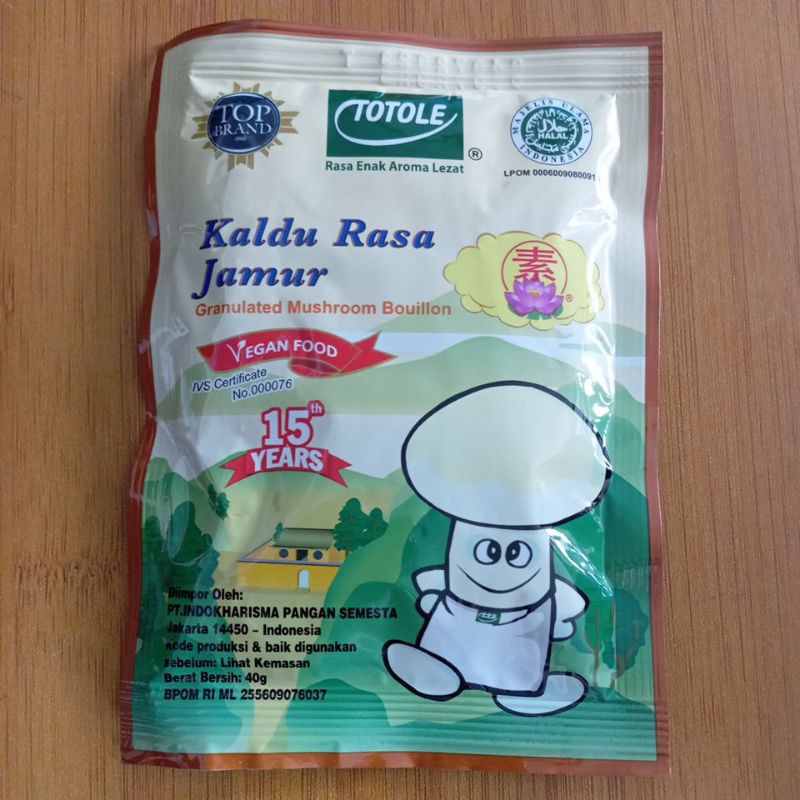 TOP
BRAND
TOTOLE
®
Rasa Enak Aroma Lezat
MAJELIS ULAMA
حلال
HALAL
INDONESIA
LPOM 0006009080091
Kaldu Rasa
Jamur
Granulated Mushroom Bouillon
素
®
VEGAN FOOD
IVS Certificate
No.000076
15th
YEARS
Diimpor Oleh:
PT.INDOKHARISMA PANGAN SEMESTA
Jakarta 14450 – Indonesia
Kode produksi & baik digunakan
sebelum: Lihat Kemasan
Berat Bersih: 40g
BPOM RI ML 255609076037